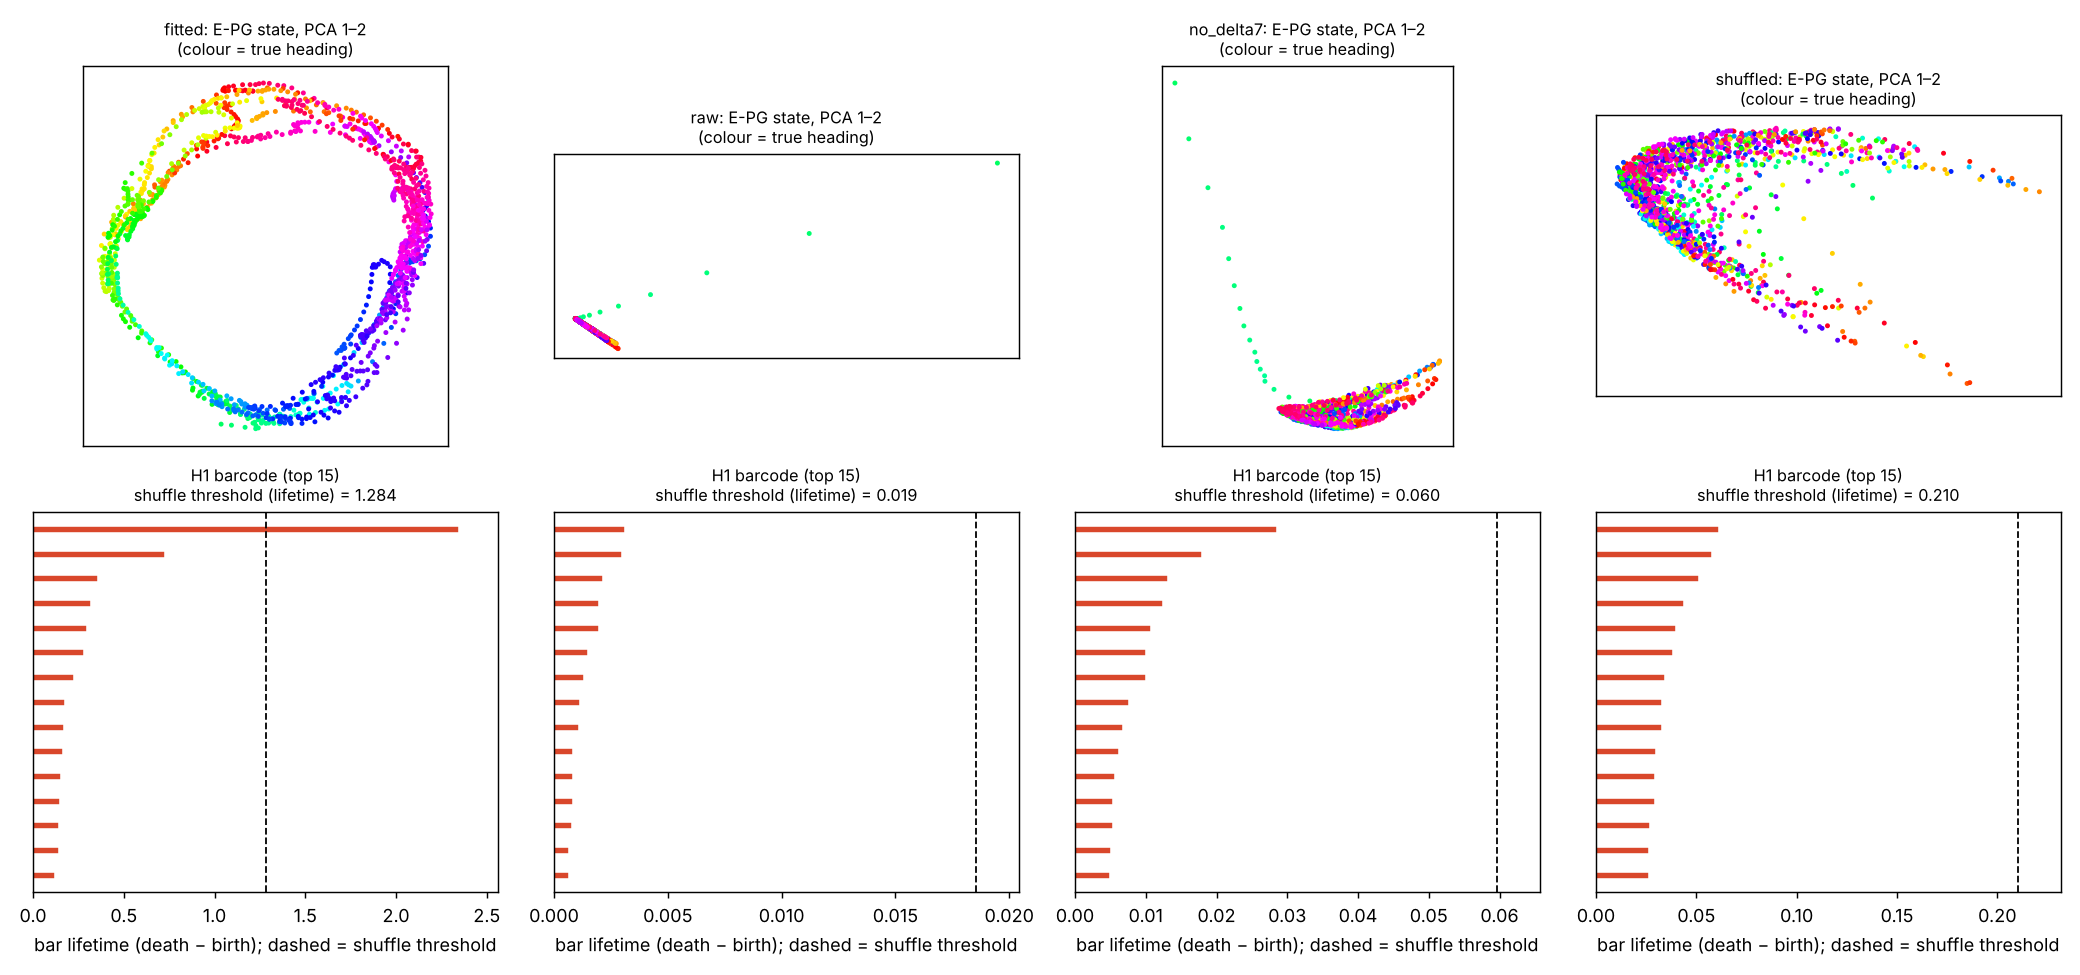 fitted: E-PG state, PCA 1–2
(colour = true heading)
raw: E-PG state, PCA 1–2
(colour = true heading)
no_delta7: E-PG state, PCA 1–2
(colour = true heading)
shuffled: E-PG state, PCA 1–2
(colour = true heading)
H1 barcode (top 15)
shuffle threshold (lifetime) = 1.284
H1 barcode (top 15)
shuffle threshold (lifetime) = 0.019
H1 barcode (top 15)
shuffle threshold (lifetime) = 0.060
H1 barcode (top 15)
shuffle threshold (lifetime) = 0.210
0.0 0.5 1.0 1.5 2.0 2.5
bar lifetime (death − birth); dashed = shuffle threshold
0.000 0.005 0.010 0.015 0.020
bar lifetime (death − birth); dashed = shuffle threshold
0.00 0.01 0.02 0.03 0.04 0.05 0.06
bar lifetime (death − birth); dashed = shuffle threshold
0.00 0.05 0.10 0.15 0.20
bar lifetime (death − birth); dashed = shuffle threshold